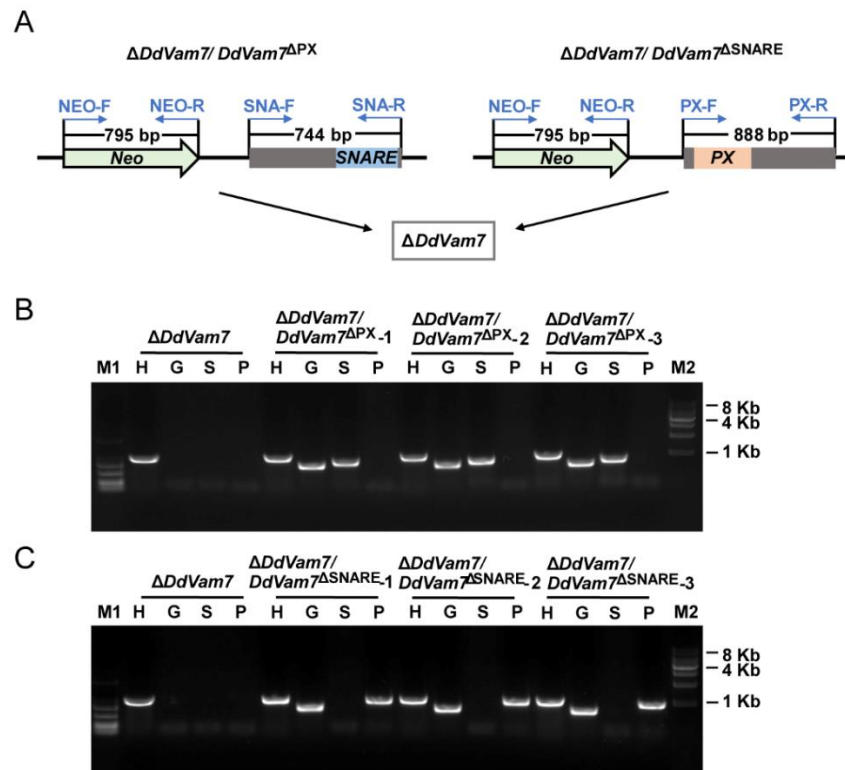 A
ΔDdVam7/ DdVam7ΔPX
ΔDdVam7/ DdVam7ΔSNARE
NEO-F NEO-R SNA-F SNA-R
NEO-F NEO-R PX-F PX-R
795 bp 744 bp
795 bp 888 bp
Neo SNARE
Neo PX
ΔDdVam7
B
ΔDdVam7
ΔDdVam7/
DdVam7ΔPX-1
ΔDdVam7/
DdVam7ΔPX-2
ΔDdVam7/
DdVam7ΔPX-3
M1 H G S P H G S P H G S P H G S P M2
8 Kb
4 Kb
1 Kb
C
ΔDdVam7
ΔDdVam7/
DdVam7ΔSNARE-1
ΔDdVam7/
DdVam7ΔSNARE-2
ΔDdVam7/
DdVam7ΔSNARE-3
M1 H G S P H G S P H G S P H G S P M2
8 Kb
4 Kb
1 Kb